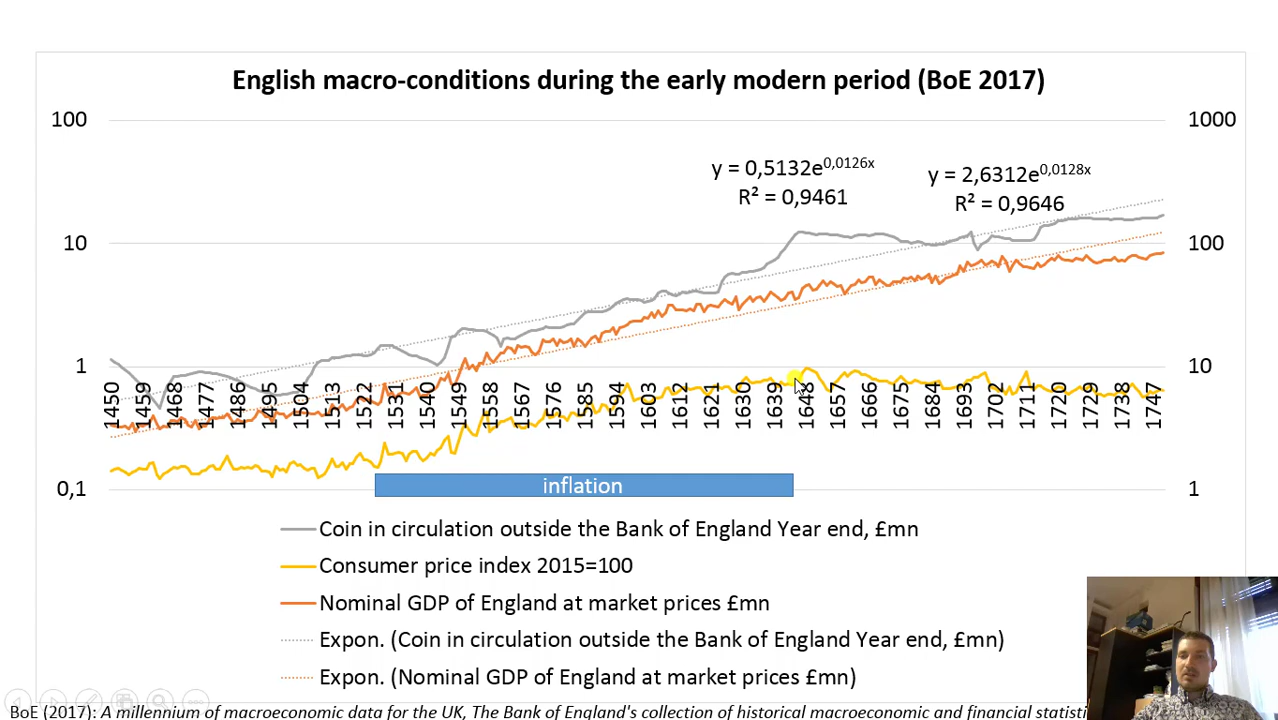 English macro-conditions during the early modern period (BoE 2017)
100
1000
y = 0,5132e^0,0126x
R² = 0,9461
y = 2,6312e^0,0128x
R² = 0,9646
10
100
1
10
1450 1459 1468 1477 1486 1495 1504 1513 1522 1531 1540 1549 1558 1567 1576 1585 1594 1603 1612 1621 1630 1639 1648 1657 1666 1675 1684 1693 1702 1711 1720 1729 1738 1747
inflation
0,1
1
Coin in circulation outside the Bank of England Year end, £mn
Consumer price index 2015=100
Nominal GDP of England at market prices £mn
Expon. (Coin in circulation outside the Bank of England Year end, £mn)
Expon. (Nominal GDP of England at market prices £mn)
BoE (2017): A millennium of macroeconomic data for the UK, The Bank of England's collection of historical macroeconomic and financial statisti